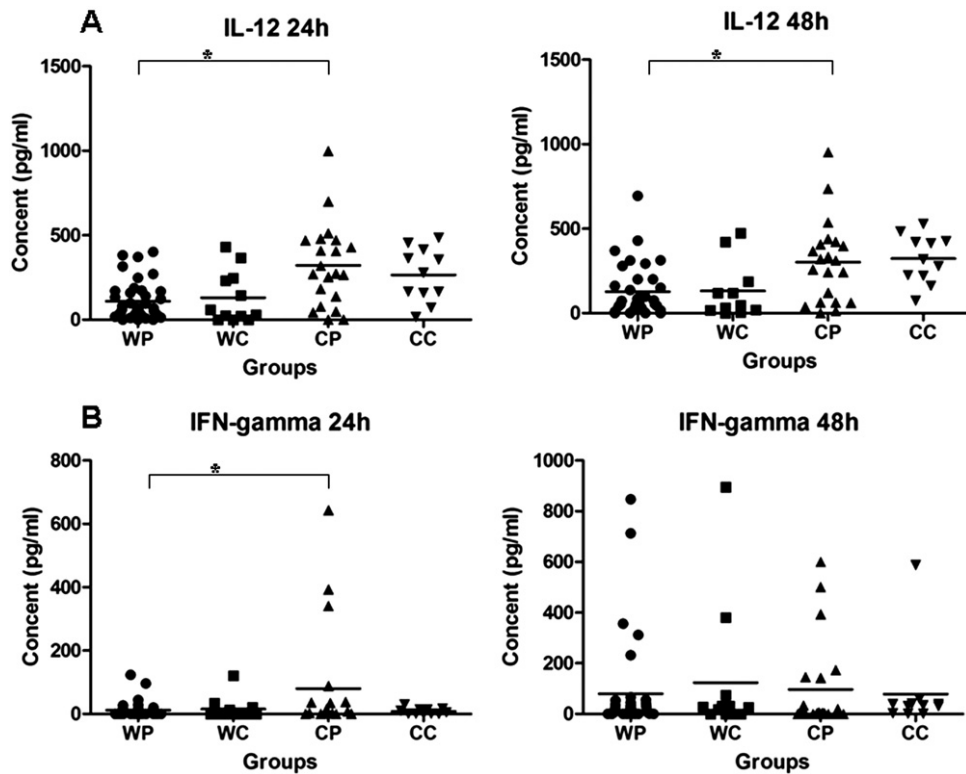 A
IL-12 24h
*
Concent (pg/ml)
1500
1000
500
0
WP WC CP CC
Groups
IL-12 48h
*
Concent (pg/ml)
1500
1000
500
0
WP WC CP CC
Groups
B
IFN-gamma 24h
*
Concent (pg/ml)
800
600
400
200
0
WP WC CP CC
Groups
IFN-gamma 48h
Concent (pg/ml)
1000
800
600
400
200
0
WP WC CP CC
Groups